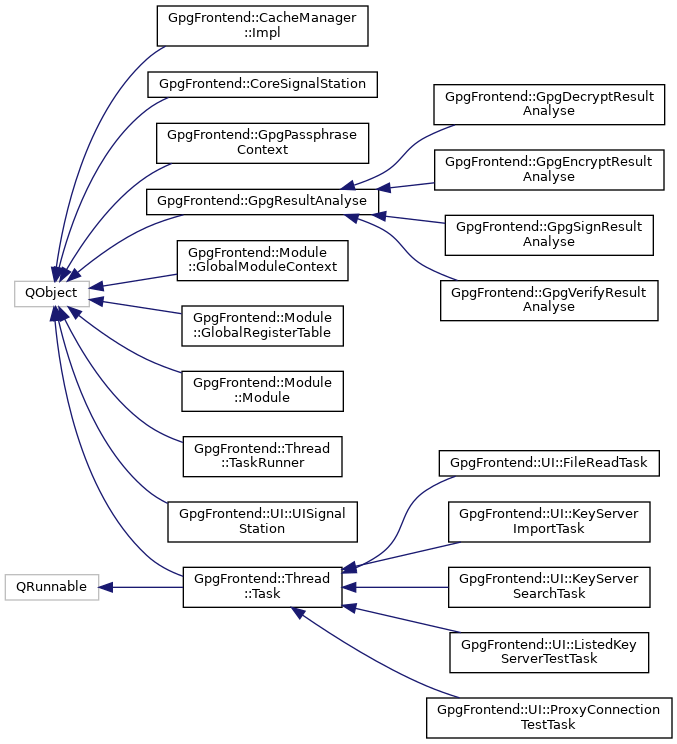 GpgFrontend::CacheManager
::Impl
GpgFrontend::CoreSignalStation
GpgFrontend::GpgDecryptResult
Analyse
GpgFrontend::GpgPassphrase
Context
GpgFrontend::GpgEncryptResult
Analyse
GpgFrontend::GpgResultAnalyse
GpgFrontend::GpgSignResult
Analyse
GpgFrontend::Module
::GlobalModuleContext
QObject
GpgFrontend::GpgVerifyResult
Analyse
GpgFrontend::Module
::GlobalRegisterTable
GpgFrontend::Module
::Module
GpgFrontend::Thread
::TaskRunner
GpgFrontend::UI::FileReadTask
GpgFrontend::UI::UISignal
Station
GpgFrontend::UI::KeyServer
ImportTask
QRunnable
GpgFrontend::Thread
::Task
GpgFrontend::UI::KeyServer
SearchTask
GpgFrontend::UI::ListedKey
ServerTestTask
GpgFrontend::UI::ProxyConnection
TestTask